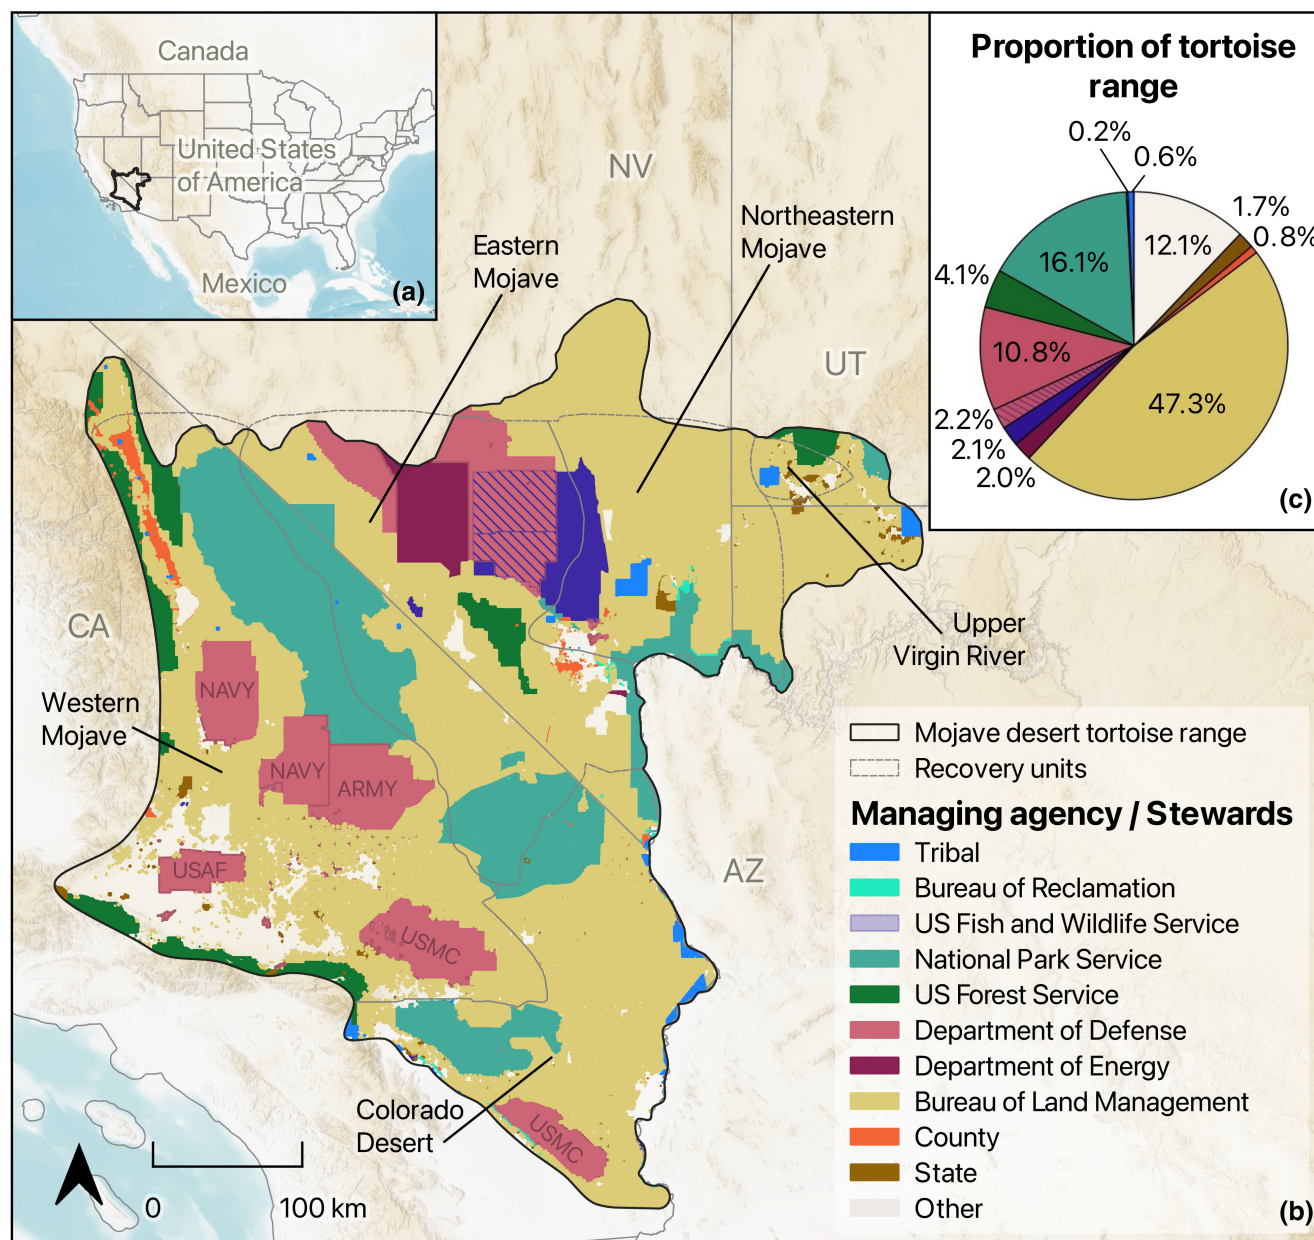 Canada
United States
of America
Mexico
(a)
Proportion of tortoise
range
0.2%
0.6%
1.7%
0.8%
12.1%
16.1%
4.1%
10.8%
47.3%
2.2%
2.1%
2.0%
(c)
NV
Northeastern
Mojave
Eastern
Mojave
UT
CA
Upper
Virgin River
Western
Mojave
NAVY
NAVY
ARMY
USAF
AZ
USMC
Colorado
Desert
USMC
0
100 km
Mojave desert tortoise range
Recovery units
Managing agency / Stewards
Tribal
Bureau of Reclamation
US Fish and Wildlife Service
National Park Service
US Forest Service
Department of Defense
Department of Energy
Bureau of Land Management
County
State
Other
(b)